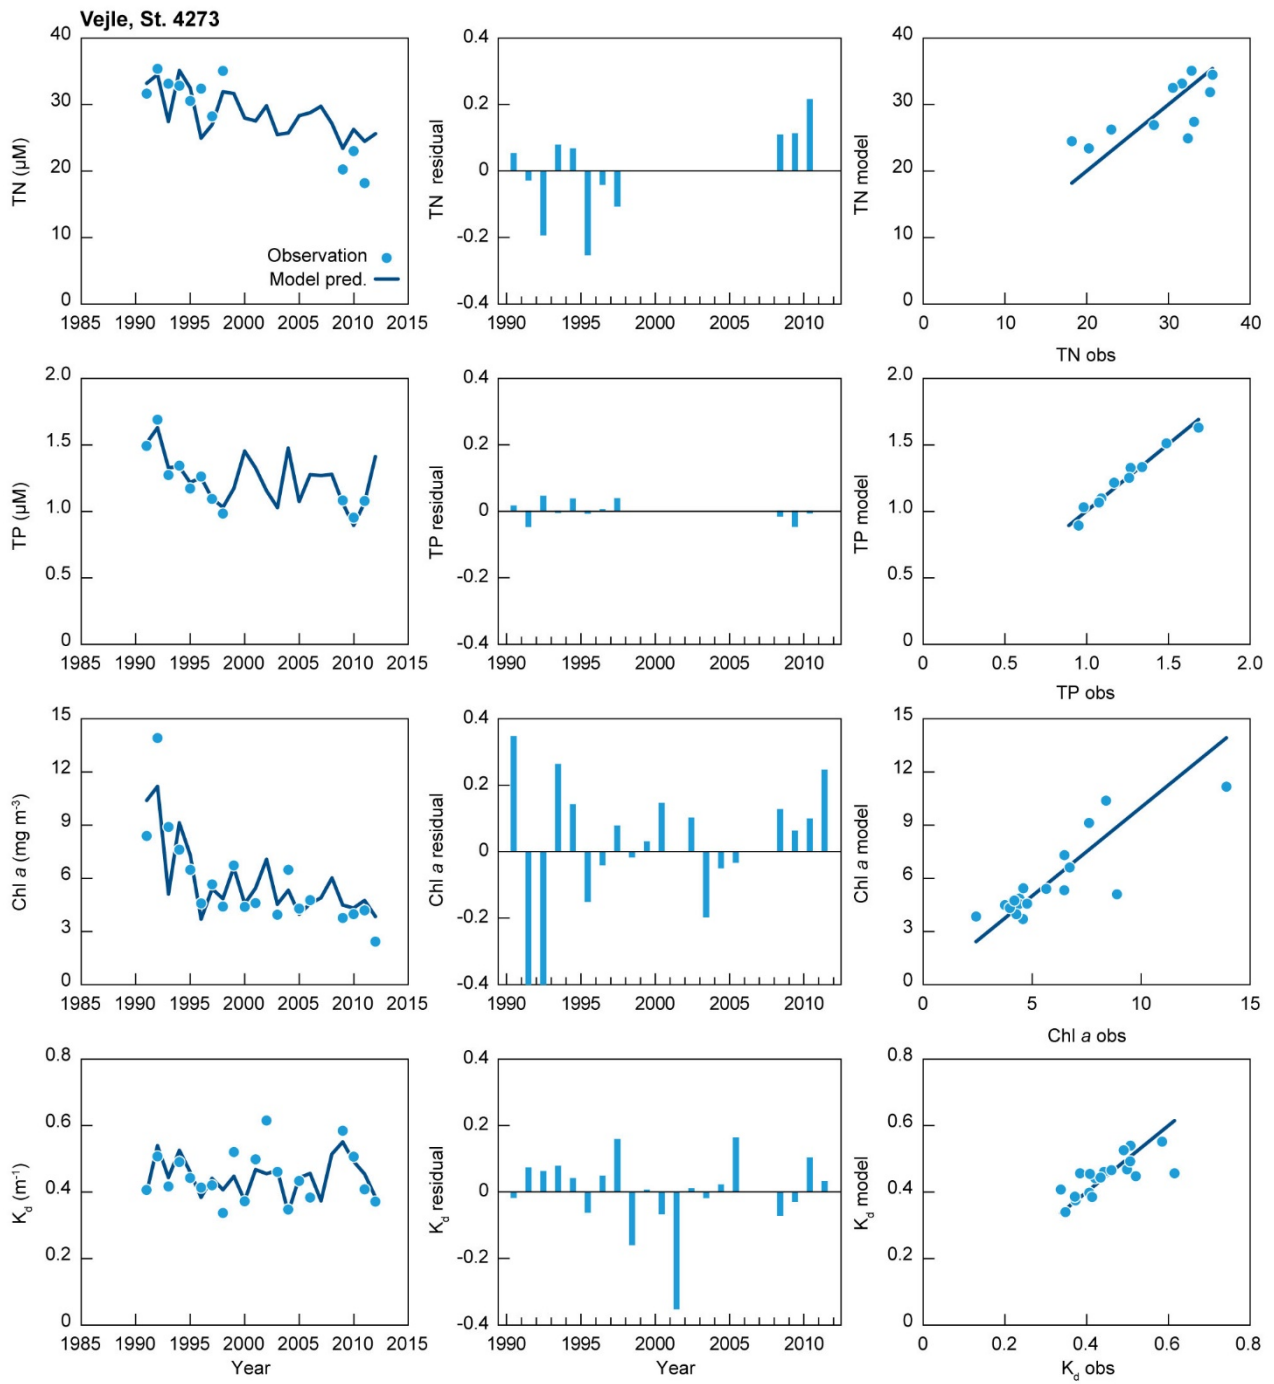 Vejle, St. 4273
40
30
20
10
0
TN (µM)
Observation
Model pred.
1985 1990 1995 2000 2005 2010 2015
0.4
0.2
0
-0.2
-0.4
TN residual
1990 1995 2000 2005 2010
40
30
20
10
0
TN model
0 10 20 30 40
TN obs
2.0
1.5
1.0
0.5
0
TP (µM)
1985 1990 1995 2000 2005 2010 2015
0.4
0.2
0
-0.2
-0.4
TP residual
1990 1995 2000 2005 2010
2.0
1.5
1.0
0.5
0
TP model
0 0.5 1.0 1.5 2.0
TP obs
15
12
9
6
3
0
Chl a (mg m⁻³)
1985 1990 1995 2000 2005 2010 2015
0.4
0.2
0
-0.2
-0.4
Chl a residual
1990 1995 2000 2005 2010
15
12
9
6
3
0
Chl a model
0 5 10 15
Chl a obs
0.8
0.6
0.4
0.2
0
K_d (m⁻¹)
1985 1990 1995 2000 2005 2010 2015
Year
0.4
0.2
0
-0.2
-0.4
K_d residual
1990 1995 2000 2005 2010
Year
0.8
0.6
0.4
0.2
0
K_d model
0 0.2 0.4 0.6 0.8
K_d obs